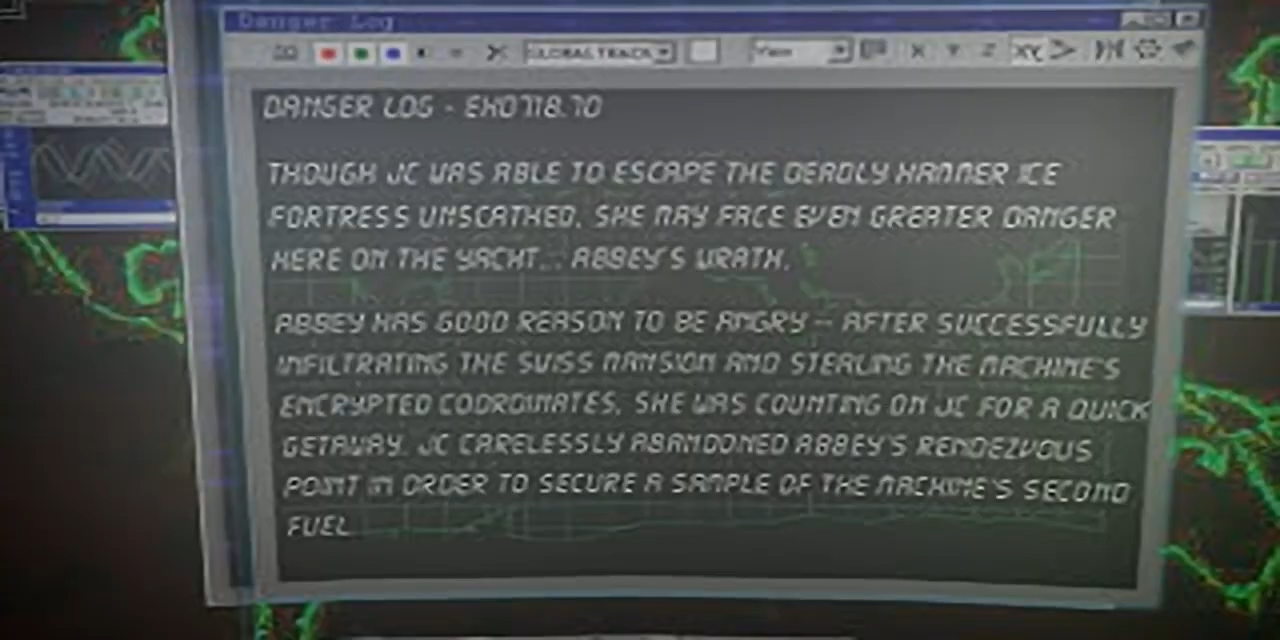 Danger Log
GLOBAL TRACK
View
X Y Z XY
DANGER LOG - EXO718.70
THOUGH JC WAS ABLE TO ESCAPE THE DEADLY HAMMER ICE
FORTRESS UNSCATHED, SHE MAY FACE EVEN GREATER DANGER
HERE ON THE YACHT... ABBEY'S WRATH.
ABBEY HAS GOOD REASON TO BE ANGRY -- AFTER SUCCESSFULLY
INFILTRATING THE SWISS MANSION AND STEALING THE MACHINE'S
ENCRYPTED COORDINATES, SHE WAS COUNTING ON JC FOR A QUICK
GETAWAY. JC CARELESSLY ABANDONED ABBEY'S RENDEZVOUS
POINT IN ORDER TO SECURE A SAMPLE OF THE MACHINE'S SECOND
FUEL.